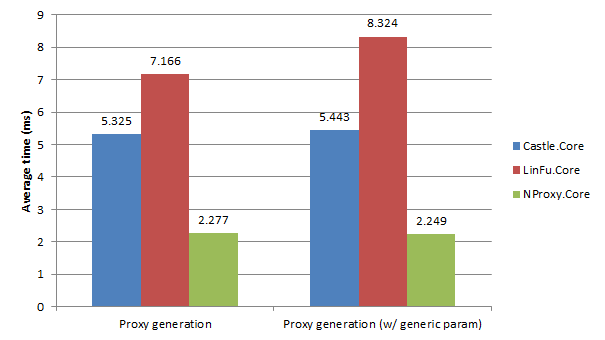 9
8
7
6
5
4
3
2
1
0
Average time (ms)
5.325
7.166
2.277
5.443
8.324
2.249
Proxy generation
Proxy generation (w/ generic param)
Castle.Core
LinFu.Core
NProxy.Core